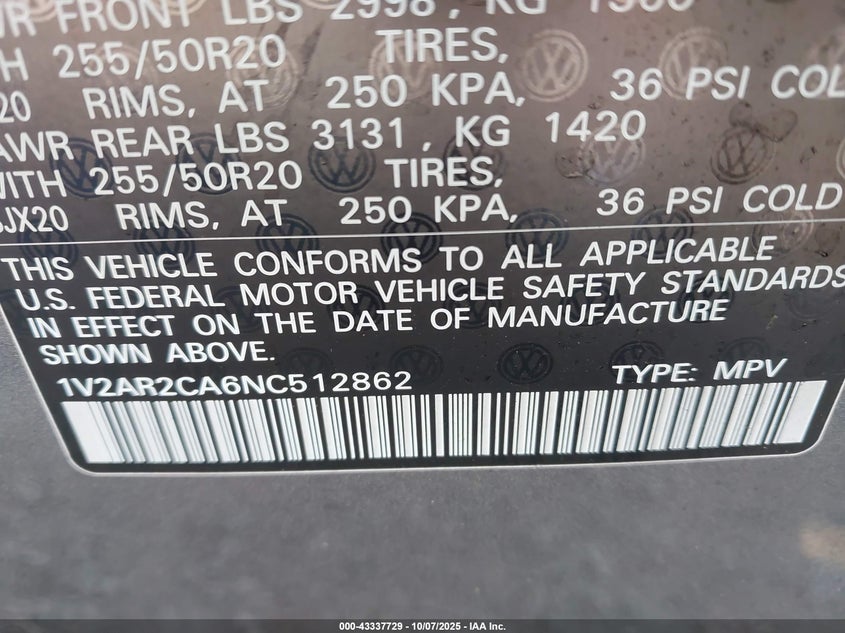 WR FRONT LBS 2998, KG 1360
TH 255/50R20 TIRES,
20 RIMS, AT 250 KPA, 36 PSI COL
AWR REAR LBS 3131, KG 1420
WITH 255/50R20 TIRES,
JX20 RIMS, AT 250 KPA, 36 PSI COLD
THIS VEHICLE CONFORMS TO ALL APPLICABLE
U.S. FEDERAL MOTOR VEHICLE SAFETY STANDARDS
IN EFFECT ON THE DATE OF MANUFACTURE
SHOWN ABOVE.
1V2AR2CA6NC512862 TYPE: MPV
000-43337729 - 10/07/2025 - IAA Inc.